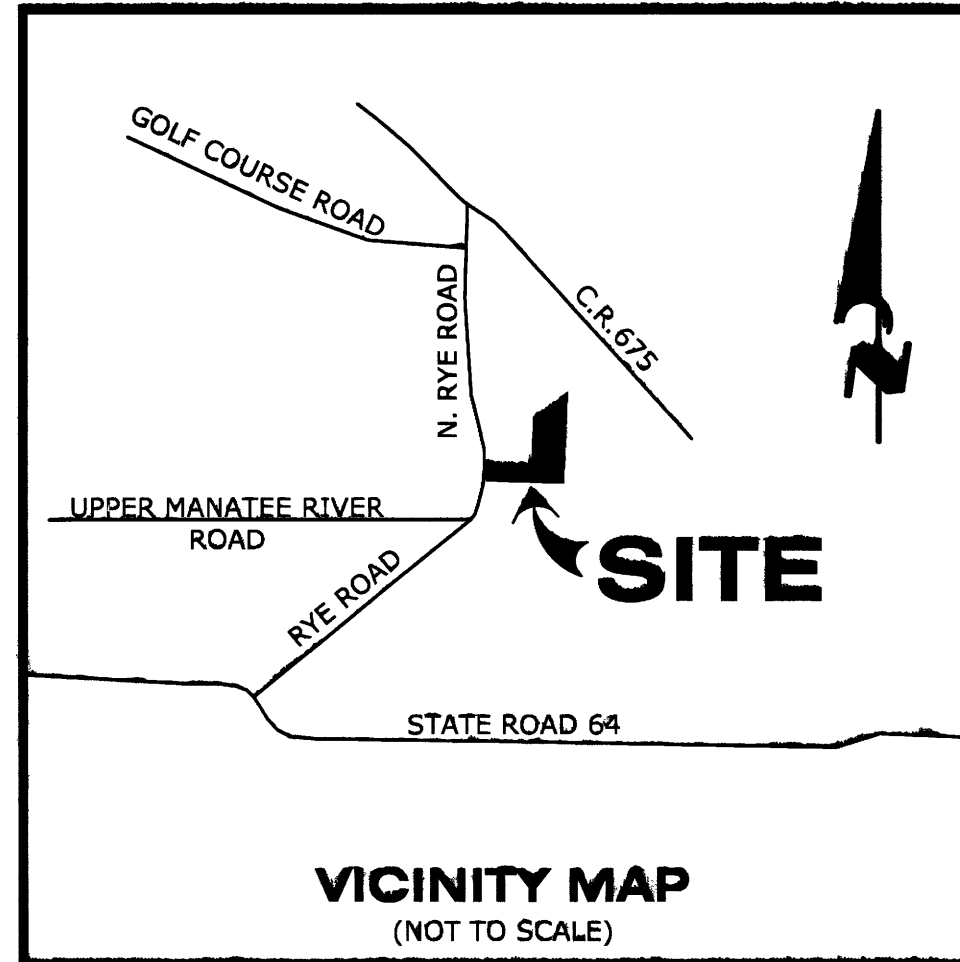 GOLF COURSE ROAD
C.R.675
N. RYE ROAD
N
UPPER MANATEE RIVER
ROAD
SITE
RYE ROAD
STATE ROAD 64
VICINITY MAP
(NOT TO SCALE)